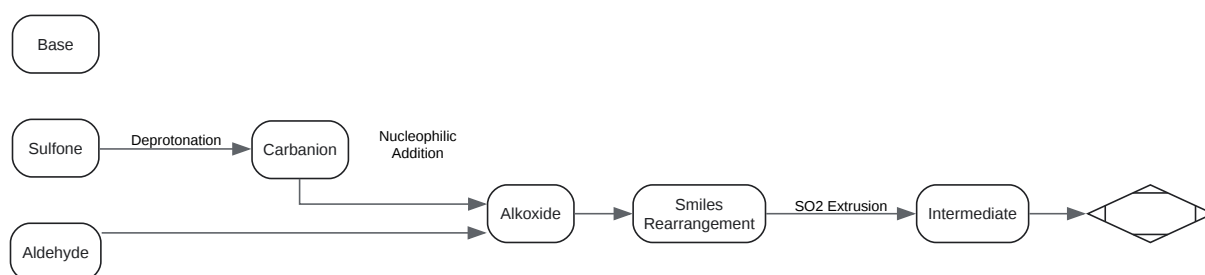 Base
Sulfone
Deprotonation
Carbanion
Nucleophilic
Addition
Aldehyde
Alkoxide
Smiles
Rearrangement
SO2 Extrusion
Intermediate